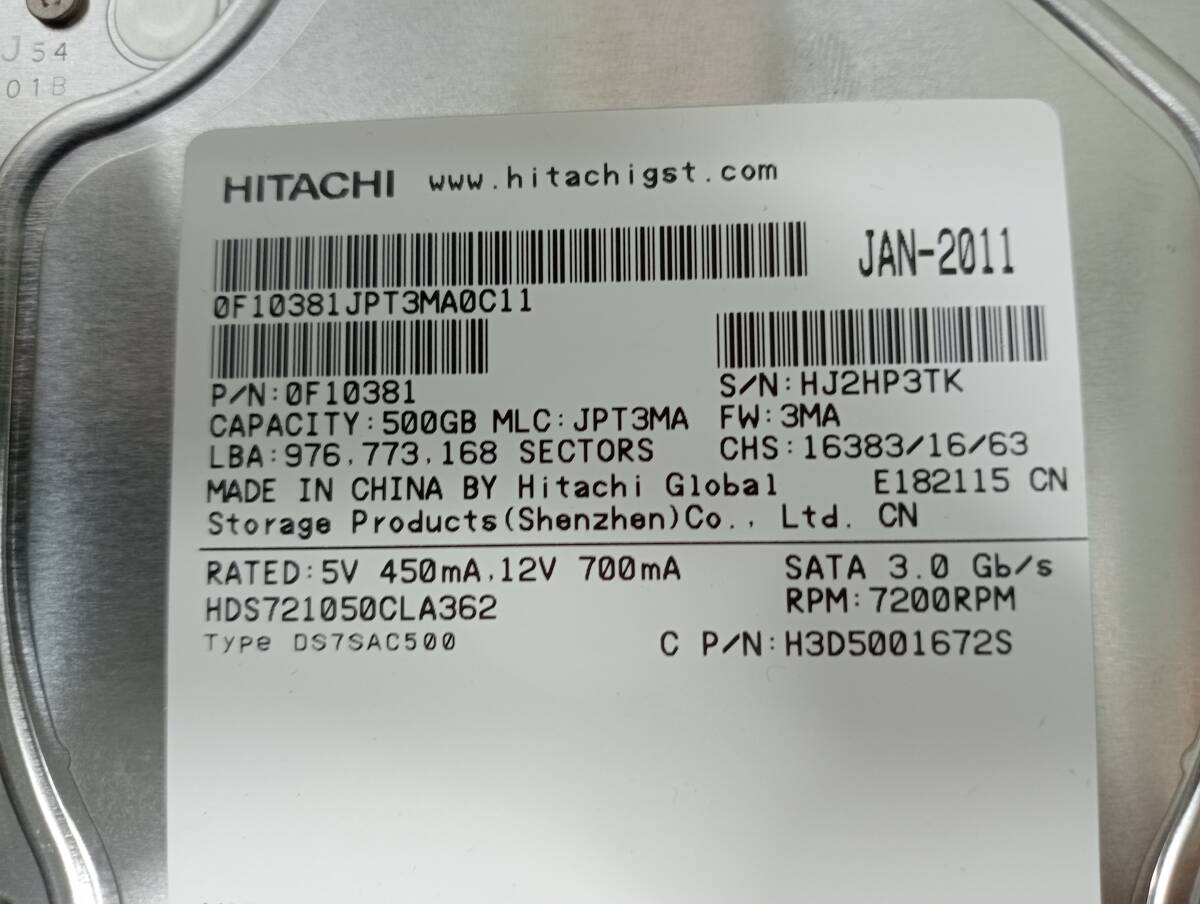 J54
01B
HITACHI www.hitachigst.com
JAN-2011
0F10381JPT3MA0C11
P/N:0F10381 S/N:HJ2HP3TK
CAPACITY:500GB MLC:JPT3MA FW:3MA
LBA:976,773,168 SECTORS CHS:16383/16/63
MADE IN CHINA BY Hitachi Global E182115 CN
Storage Products(Shenzhen)Co., Ltd. CN
RATED:5V 450mA,12V 700mA SATA 3.0 Gb/s
HDS721050CLA362 RPM:7200RPM
Type DS7SAC500 C P/N:H3D5001672S